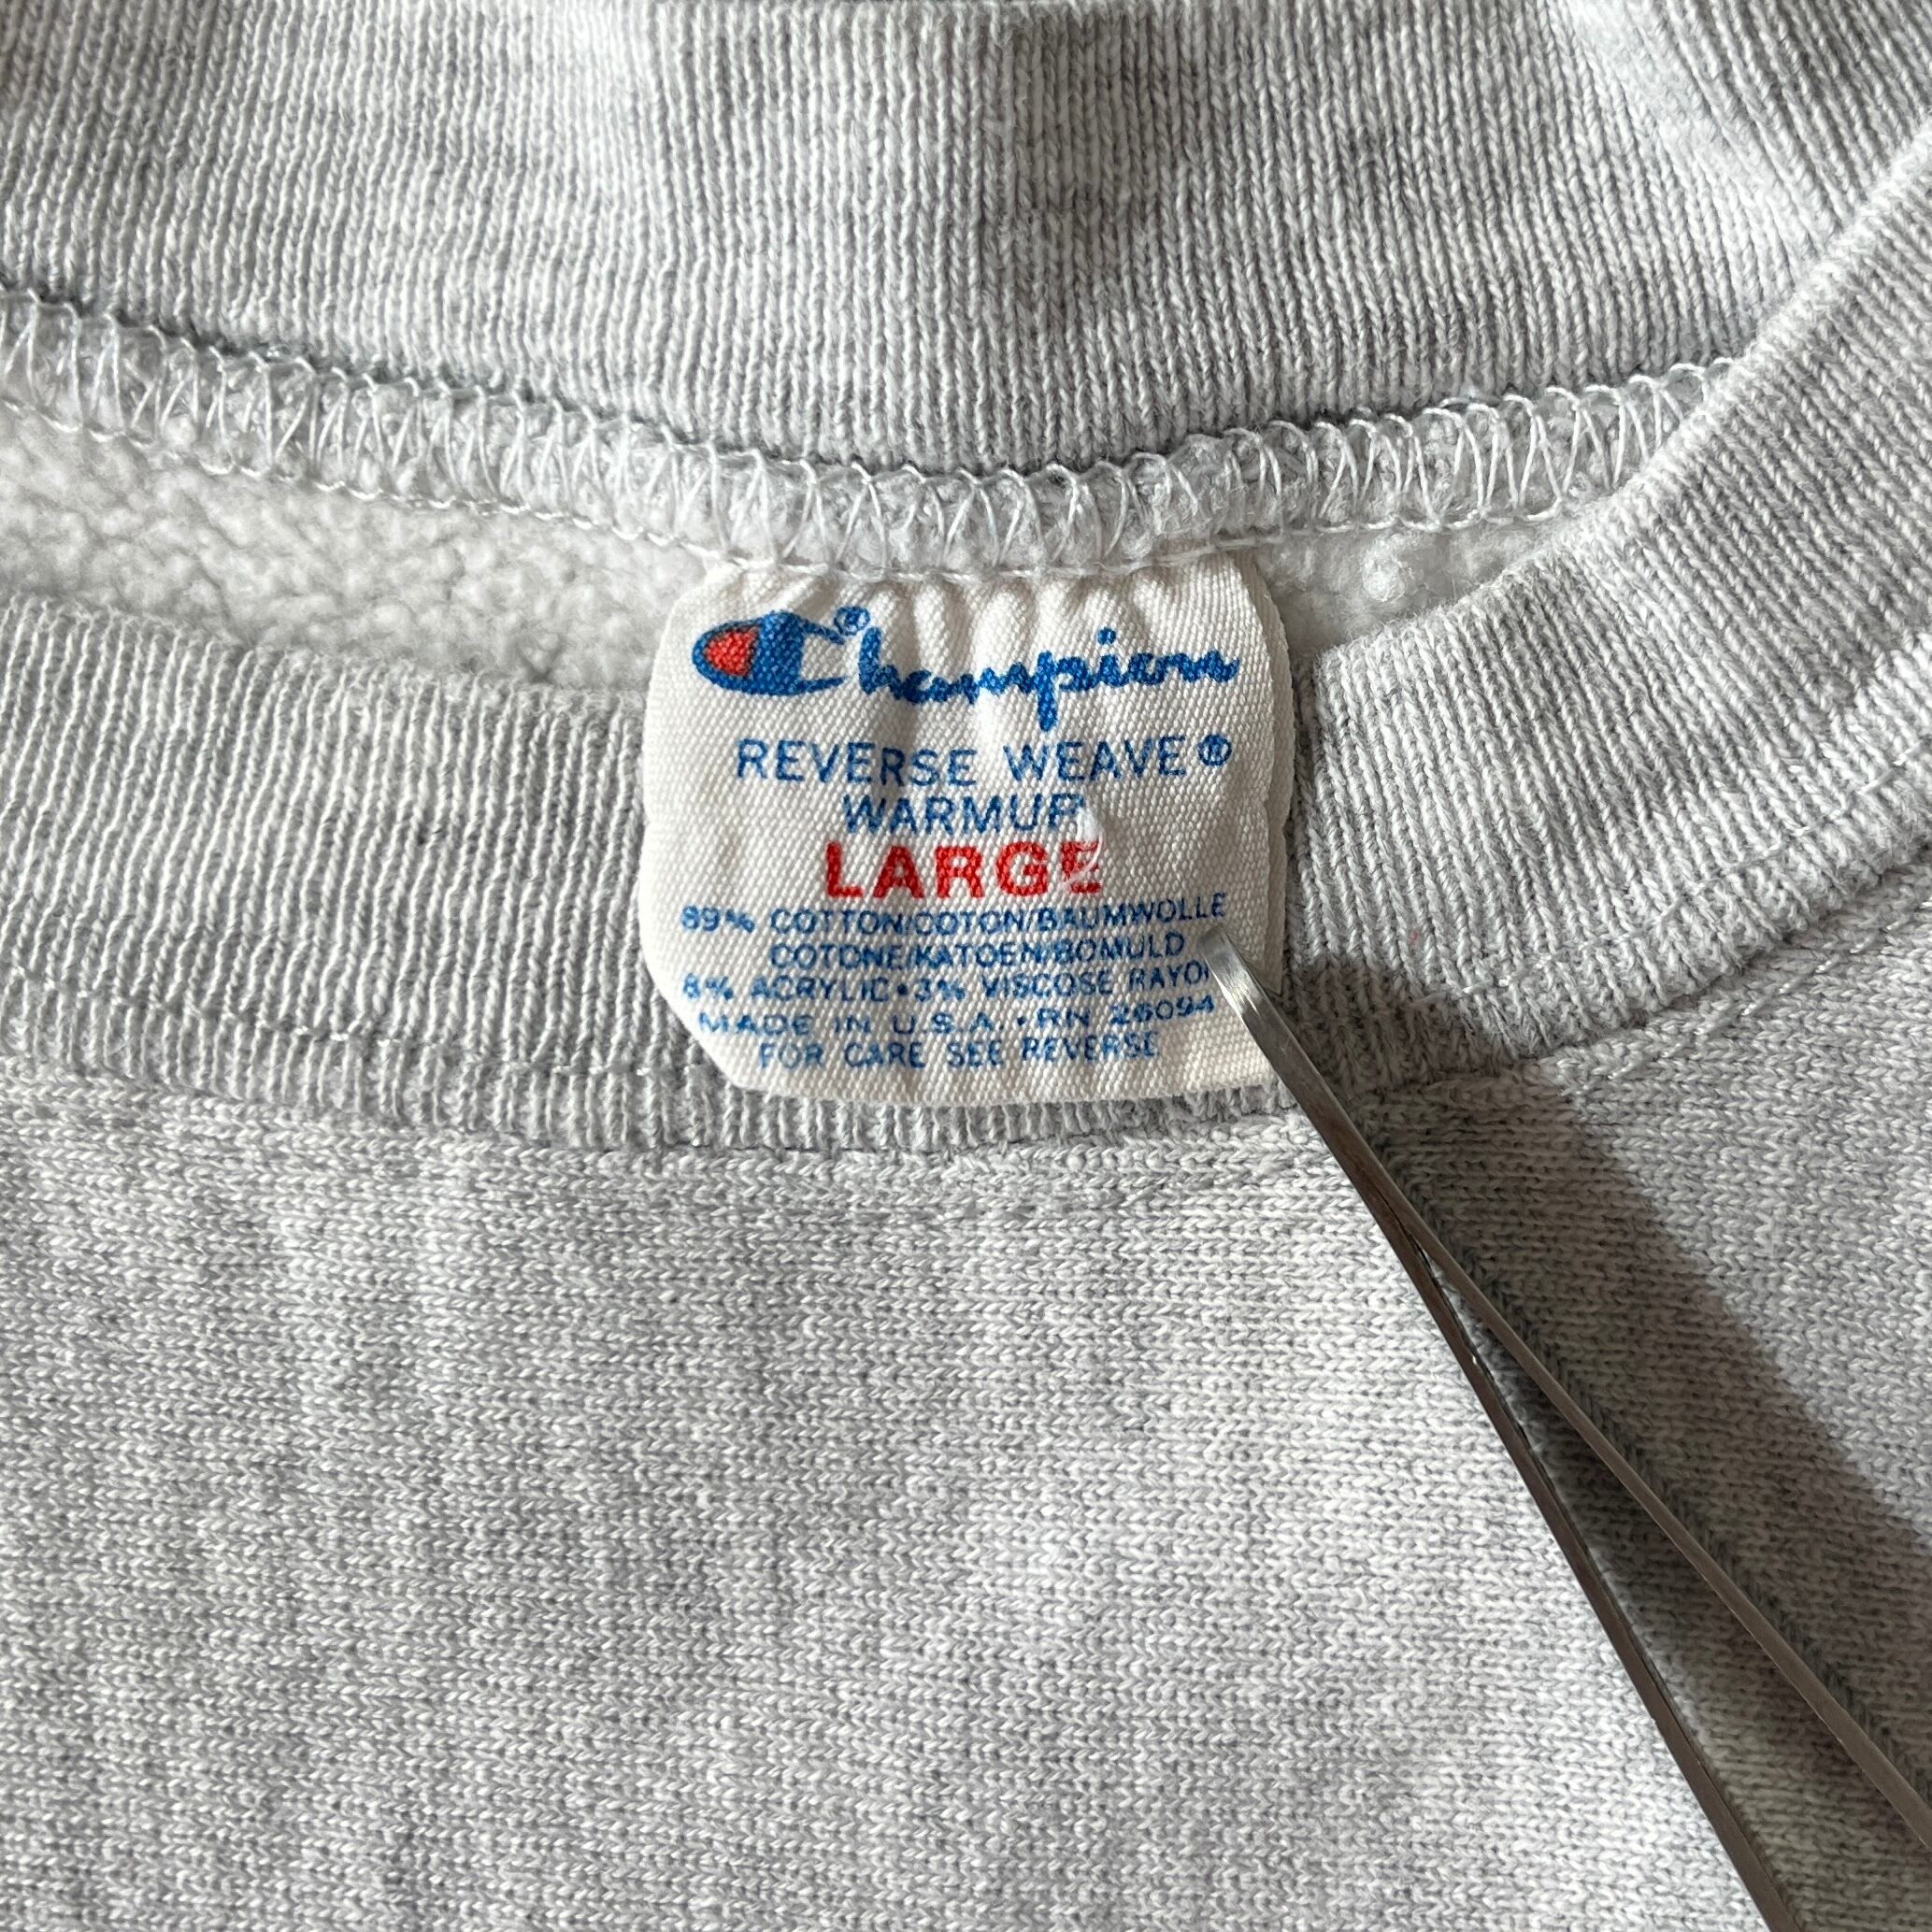 Champion®
REVERSE WEAVE®
WARMUP
LARGE
89% COTTON/COTON/BAUMWOLLE
COTONE/KATOEN/BOMULD
8% ACRYLIC • 3% VISCOSE RAYON
MADE IN U.S.A. • RN 26094
FOR CARE SEE REVERSE